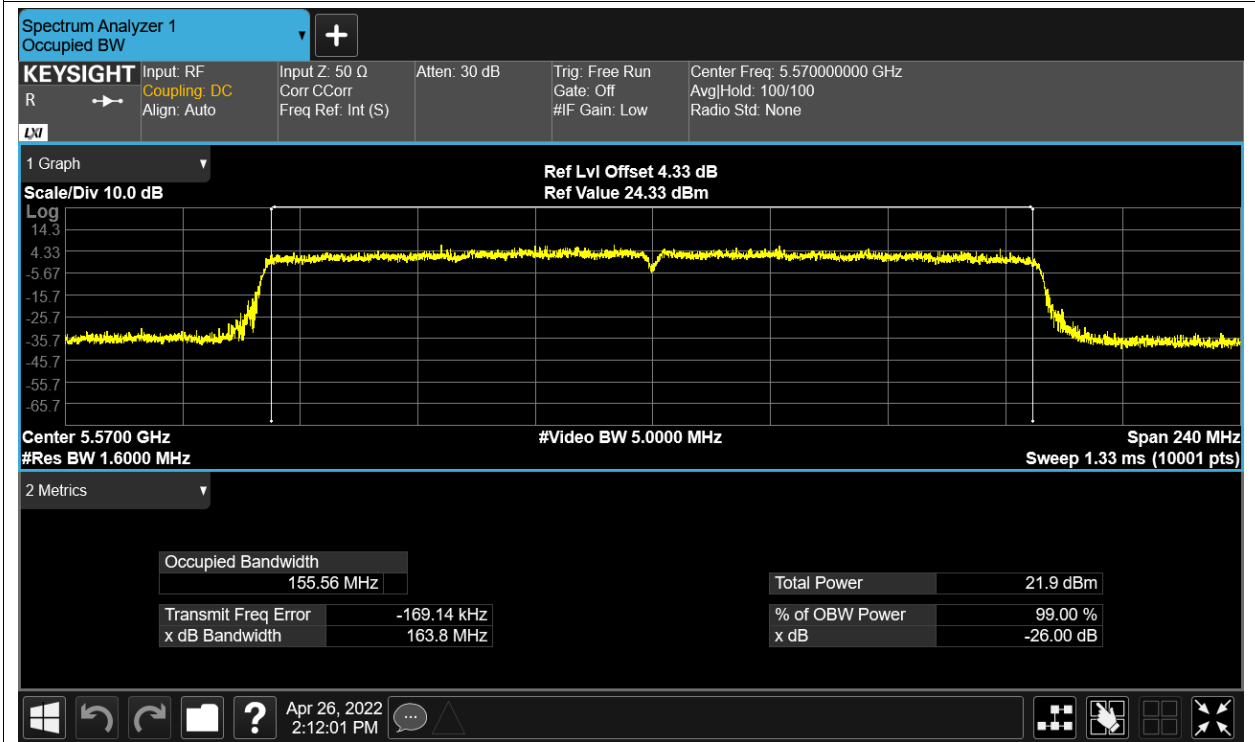 Spectrum Analyzer 1
Occupied BW
KEYSIGHT
R
LXI
Input: RF
Coupling: DC
Align: Auto
Input Z: 50 Ω
Corr CCorr
Freq Ref: Int (S)
Atten: 30 dB
Trig: Free Run
Gate: Off
#IF Gain: Low
Center Freq: 5.570000000 GHz
Avg|Hold: 100/100
Radio Std: None
1 Graph
Scale/Div 10.0 dB
Ref Lvl Offset 4.33 dB
Ref Value 24.33 dBm
Log
14.3
4.33
-5.67
-15.7
-25.7
-35.7
-45.7
-55.7
-65.7
Center 5.5700 GHz
#Video BW 5.0000 MHz
Span 240 MHz
#Res BW 1.6000 MHz
Sweep 1.33 ms (10001 pts)
2 Metrics
Occupied Bandwidth
155.56 MHz
Transmit Freq Error -169.14 kHz
x dB Bandwidth 163.8 MHz
Total Power 21.9 dBm
% of OBW Power 99.00 %
x dB -26.00 dB
?
Apr 26, 2022
2:12:01 PM